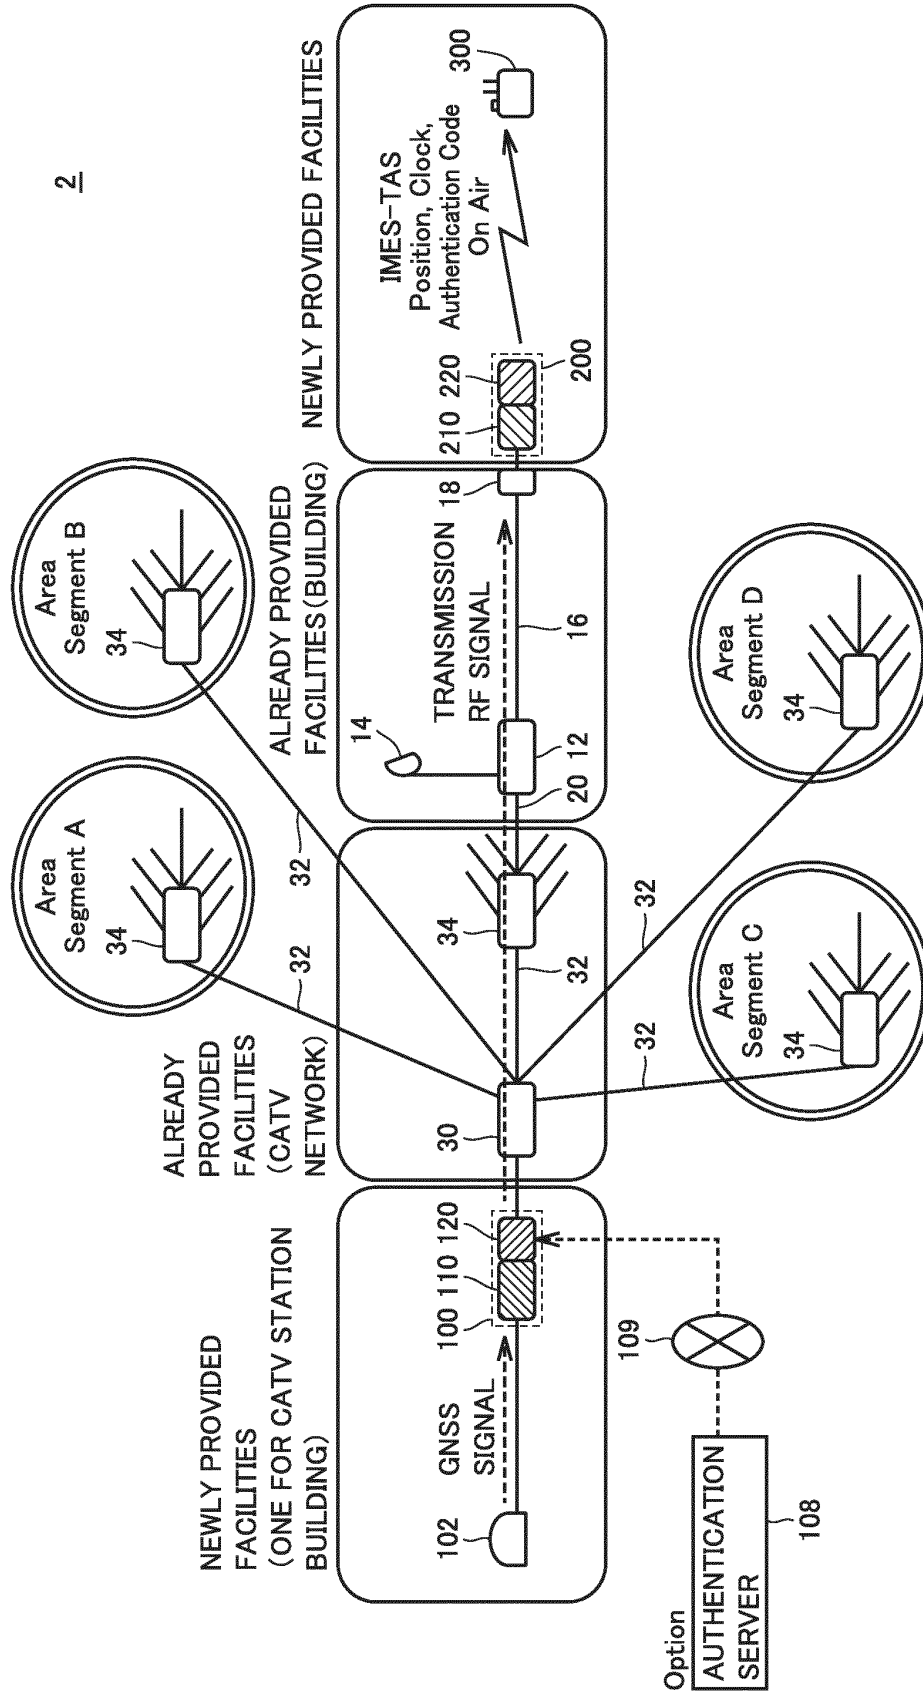 2
NEWLY PROVIDED
FACILITIES
(ONE FOR CATV STATION
BUILDING)
ALREADY
PROVIDED
FACILITIES
(CATV
NETWORK)
ALREADY PROVIDED
FACILITIES(BUILDING)
NEWLY PROVIDED FACILITIES
Area
Segment A
34
Area
Segment B
34
32
32
102
GNSS
SIGNAL
100
110
120
30
34
32
14
TRANSMISSION
RF SIGNAL
20
12
16
18
210
220
200
IMES-TAS
Position, Clock,
Authentication Code
On Air
300
32
32
Area
Segment C
34
Area
Segment D
34
109
Option
AUTHENTICATION
SERVER
108